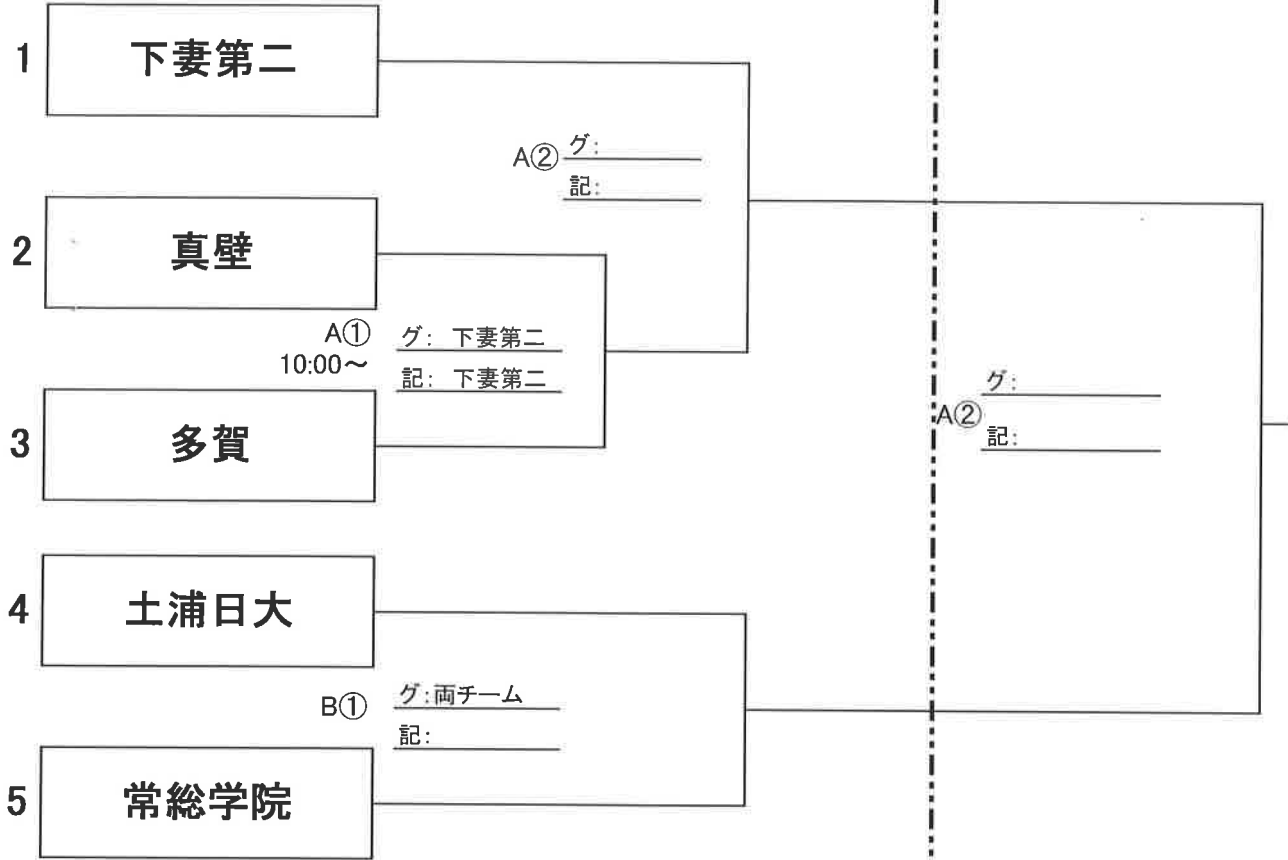 1 下妻第二
A② グ:
記:
2 真壁
A① グ: 下妻第二
10:00～
記: 下妻第二
グ:
A②
記:
3 多賀
4 土浦日大
B① グ:両チーム
記:
5 常総学院